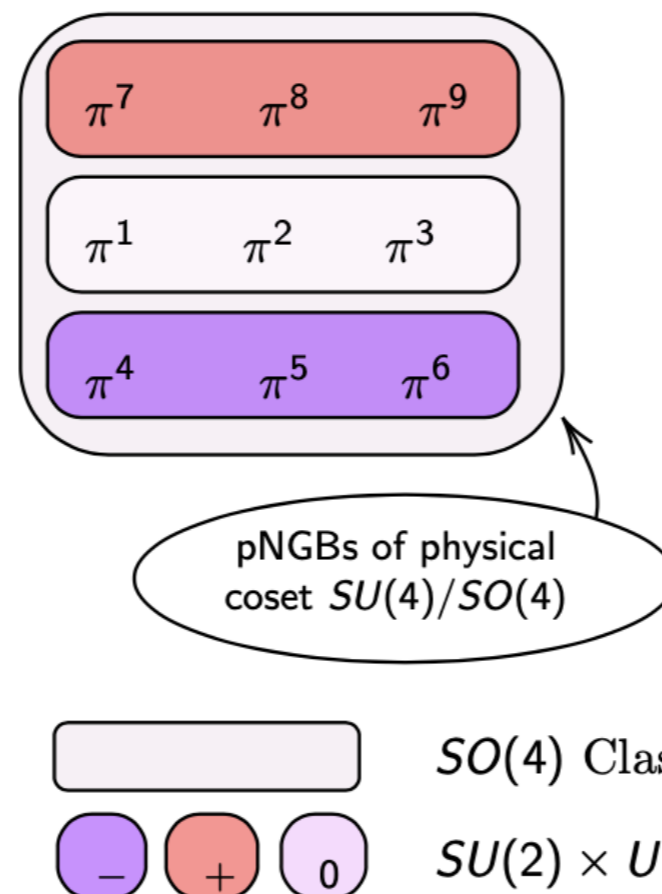 π⁷ π⁸ π⁹
π¹ π² π³
π⁴ π⁵ π⁶
pNGBs of physical
coset SU(4)/SO(4)
SO(4) Clas
− + 0 SU(2) × U